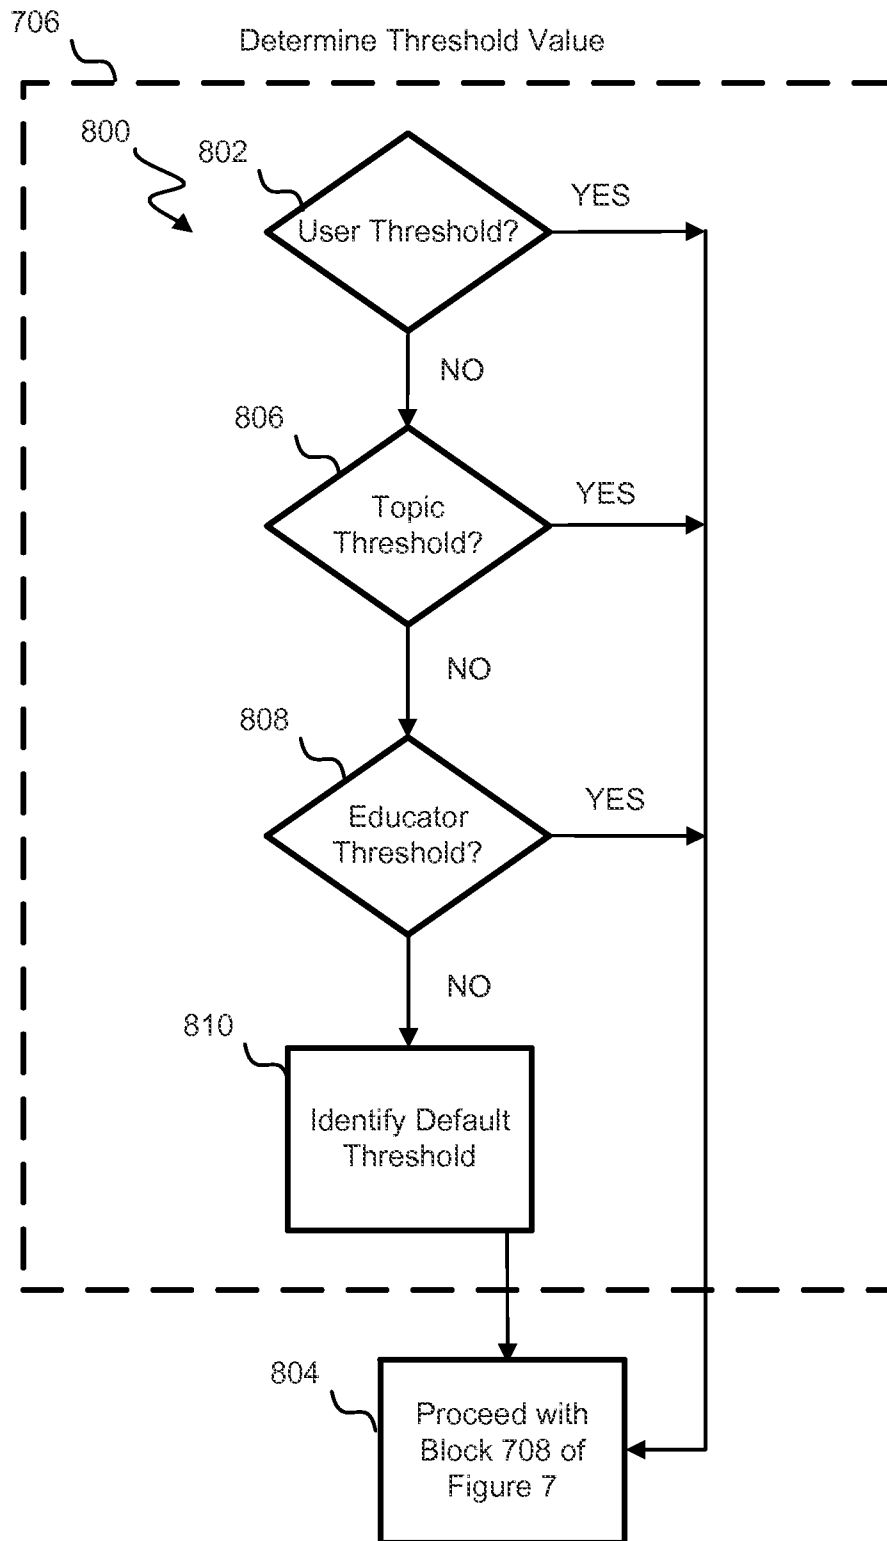 706
Determine Threshold Value
800
802
YES
User Threshold?
NO
806
YES
Topic
Threshold?
NO
808
YES
Educator
Threshold?
NO
810
Identify Default
Threshold
804
Proceed with
Block 708 of
Figure 7